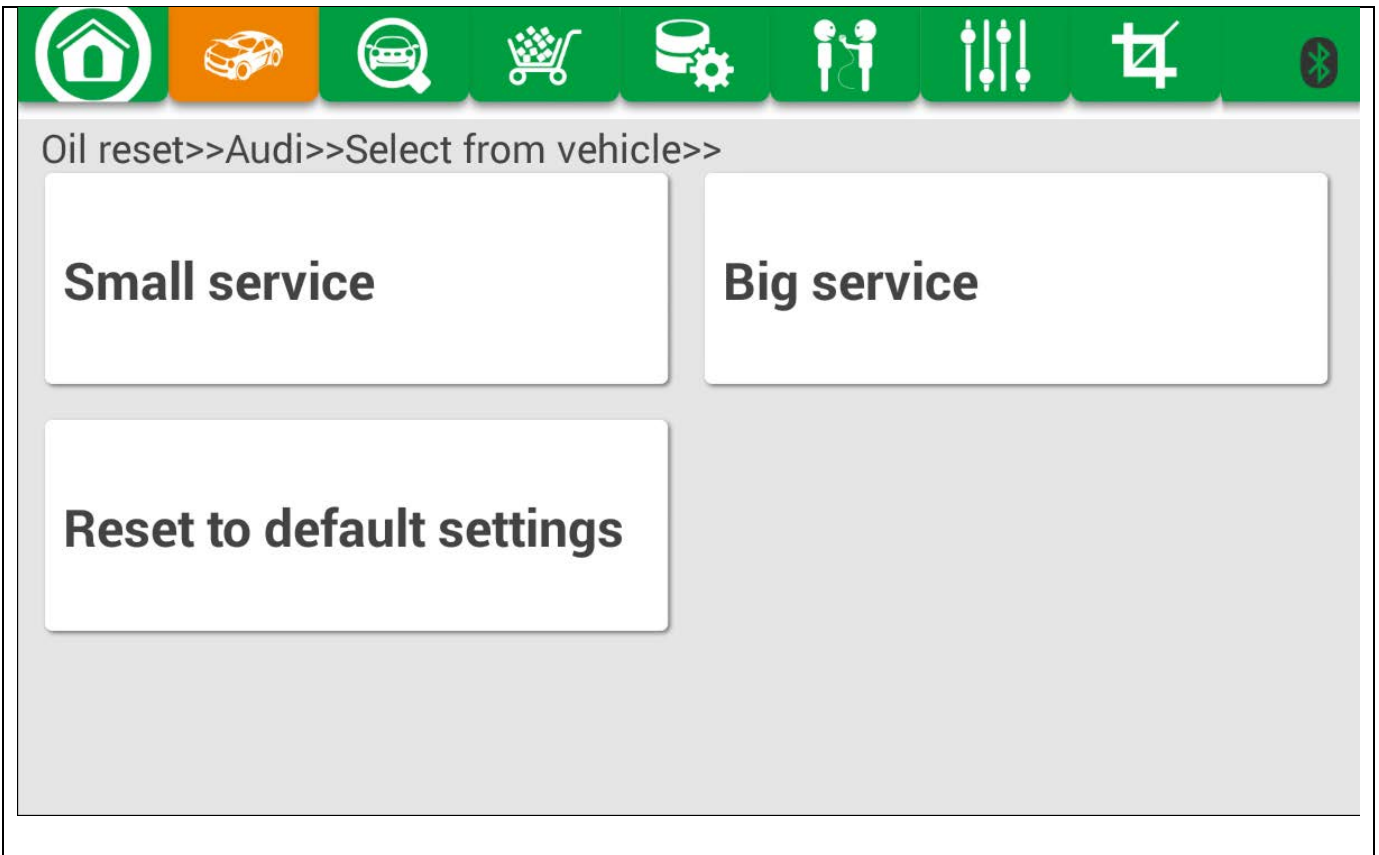 Oil reset>>Audi>>Select from vehicle>>
Small service
Big service
Reset to default settings